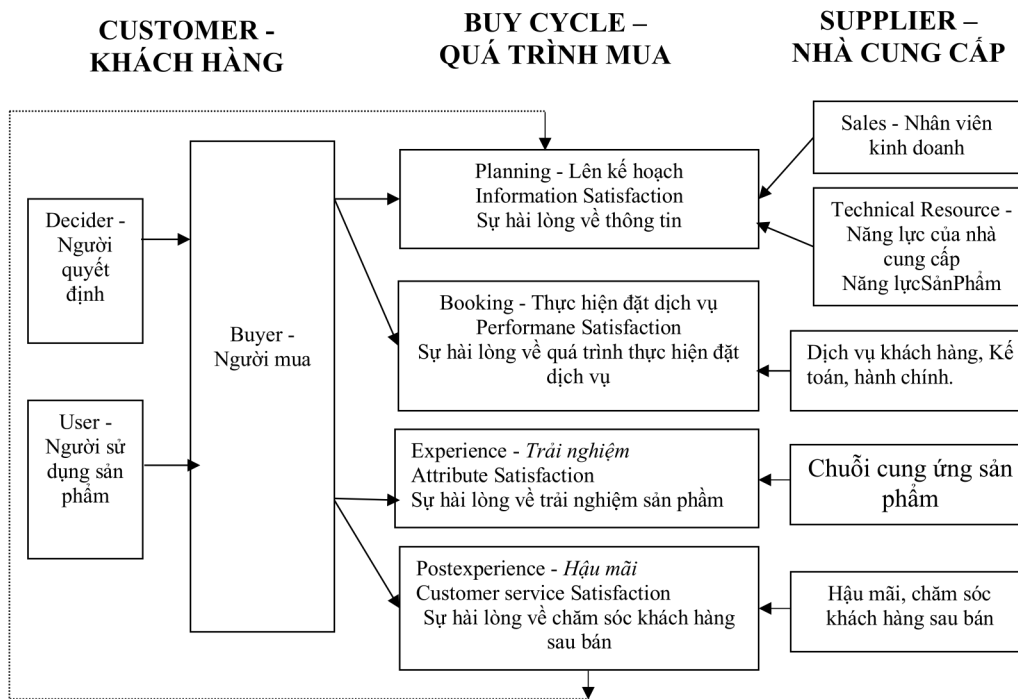 CUSTOMER -
KHÁCH HÀNG
BUY CYCLE –
QUÁ TRÌNH MUA
SUPPLIER –
NHÀ CUNG CẤP
Decider -
Người
quyết
định
User -
Người sử
dụng sản
phẩm
Buyer -
Người mua
Planning - Lên kế hoạch
Information Satisfaction
Sự hài lòng về thông tin
Booking - Thực hiện đặt dịch vụ
Performane Satisfaction
Sự hài lòng về quá trình thực hiện đặt
dịch vụ
Experience - Trải nghiệm
Attribute Satisfaction
Sự hài lòng về trải nghiệm sản phẩm
Postexperience - Hậu mãi
Customer service Satisfaction
Sự hài lòng về chăm sóc khách hàng
sau bán
Sales - Nhân viên
kinh doanh
Technical Resource -
Năng lực của nhà
cung cấp
Năng lựcSảnPhẩm
Dịch vụ khách hàng, Kế
toán, hành chính.
Chuỗi cung ứng sản
phẩm
Hậu mãi, chăm sóc
khách hàng sau bán